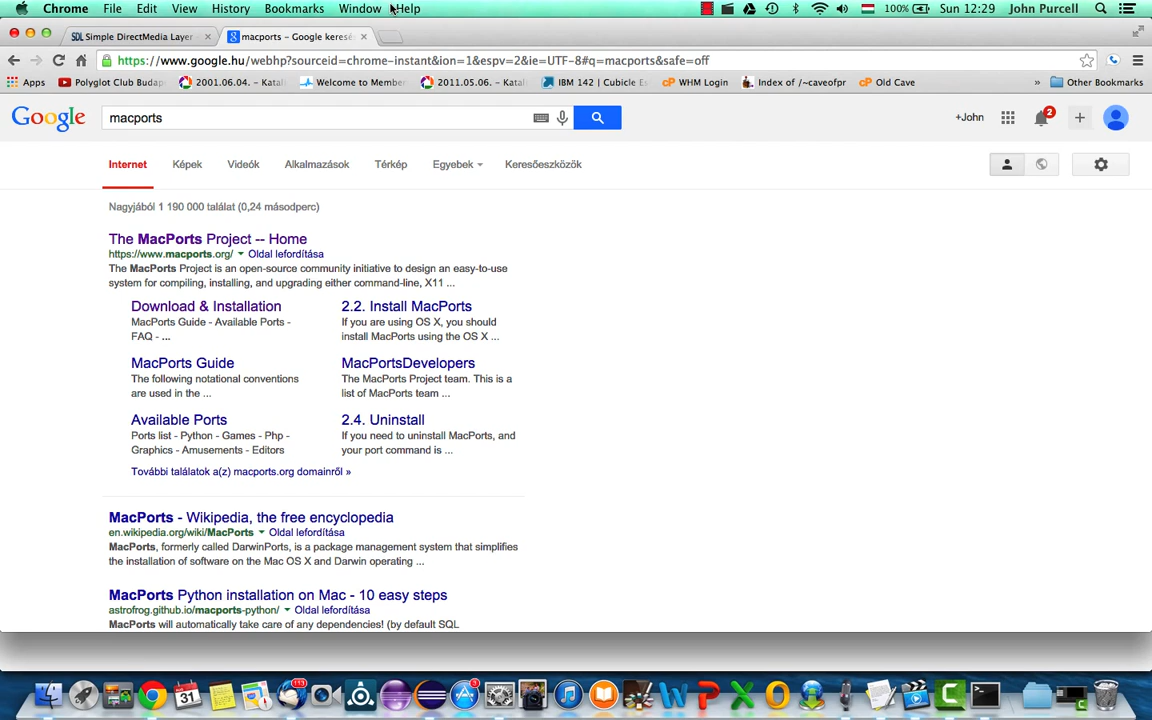 Chrome File Edit View History Bookmarks Window Help 100% Sun 12:29 John Purcell
SDL Simple DirectMedia Layer macports - Google keresés
https://www.google.hu/webhp?sourceid=chrome-instant&ion=1&espv=2&ie=UTF-8#q=macports&safe=off
Apps Polyglot Club Budap 2001.06.04. - Katal Welcome to Member 2011.05.06. - Katal IBM 142 | Cubicle Es WHM Login Index of /caveofpr Old Cave » Other Bookmarks
Google macports +John 2
Internet Képek Videók Alkalmazások Térkép Egyebek Keresőeszközök
Nagyjából 1 190 000 találat (0,24 másodperc)
The MacPorts Project -- Home
https://www.macports.org/ Oldal lefordítása
The MacPorts Project is an open-source community initiative to design an easy-to-use
system for compiling, installing, and upgrading either command-line, X11 ...
Download & Installation
MacPorts Guide - Available Ports -
FAQ - ...
2.2. Install MacPorts
If you are using OS X, you should
install MacPorts using the OS X ...
MacPorts Guide
The following notational conventions
are used in the ...
MacPortsDevelopers
The MacPorts Project team. This is a
list of MacPorts team ...
Available Ports
Ports list - Python - Games - Php -
Graphics - Amusements - Editors
2.4. Uninstall
If you need to uninstall MacPorts, and
your port command is ...
További találatok a(z) macports.org domainről »
MacPorts - Wikipedia, the free encyclopedia
en.wikipedia.org/wiki/MacPorts Oldal lefordítása
MacPorts, formerly called DarwinPorts, is a package management system that simplifies
the installation of software on the Mac OS X and Darwin operating ...
MacPorts Python installation on Mac - 10 easy steps
astrofrog.github.io/macports-python/ Oldal lefordítása
MacPorts will automatically take care of any dependencies! (by default SQL
31 113 3